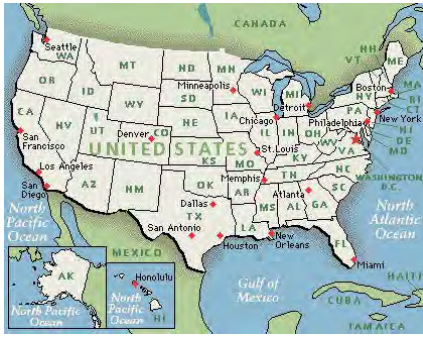 CANADA
Seattle
WA
MT
ND
MN
NH
VT
ME
OR
ID
Minneapolis
WI
MI
Boston
MA
SD
NY
RI
CT
WY
Detroit
IA
PA
New York
CA
NV
UT
NE
Chicago
Philadelphia
NJ
DE
MD
Denver
CO
IL
IN
OH
WV
VA
San
Francisco
UNITED STATES
St. Louis
KS
MO
KY
WASHINGTON
D.C.
Los Angeles
Memphis
TN
NC
San
Diego
AZ
NM
OK
AR
Atlanta
SC
MS
AL
GA
North
Pacific
Ocean
Dallas
TX
North
Atlantic
Ocean
San Antonio
LA
New
Orleans
Houston
FL
MEXICO
Miami
AK
Honolulu
Gulf of
Mexico
HAITI
North Pacific
Ocean
North
Pacific
Ocean
HI
CUBA
JAMAICA